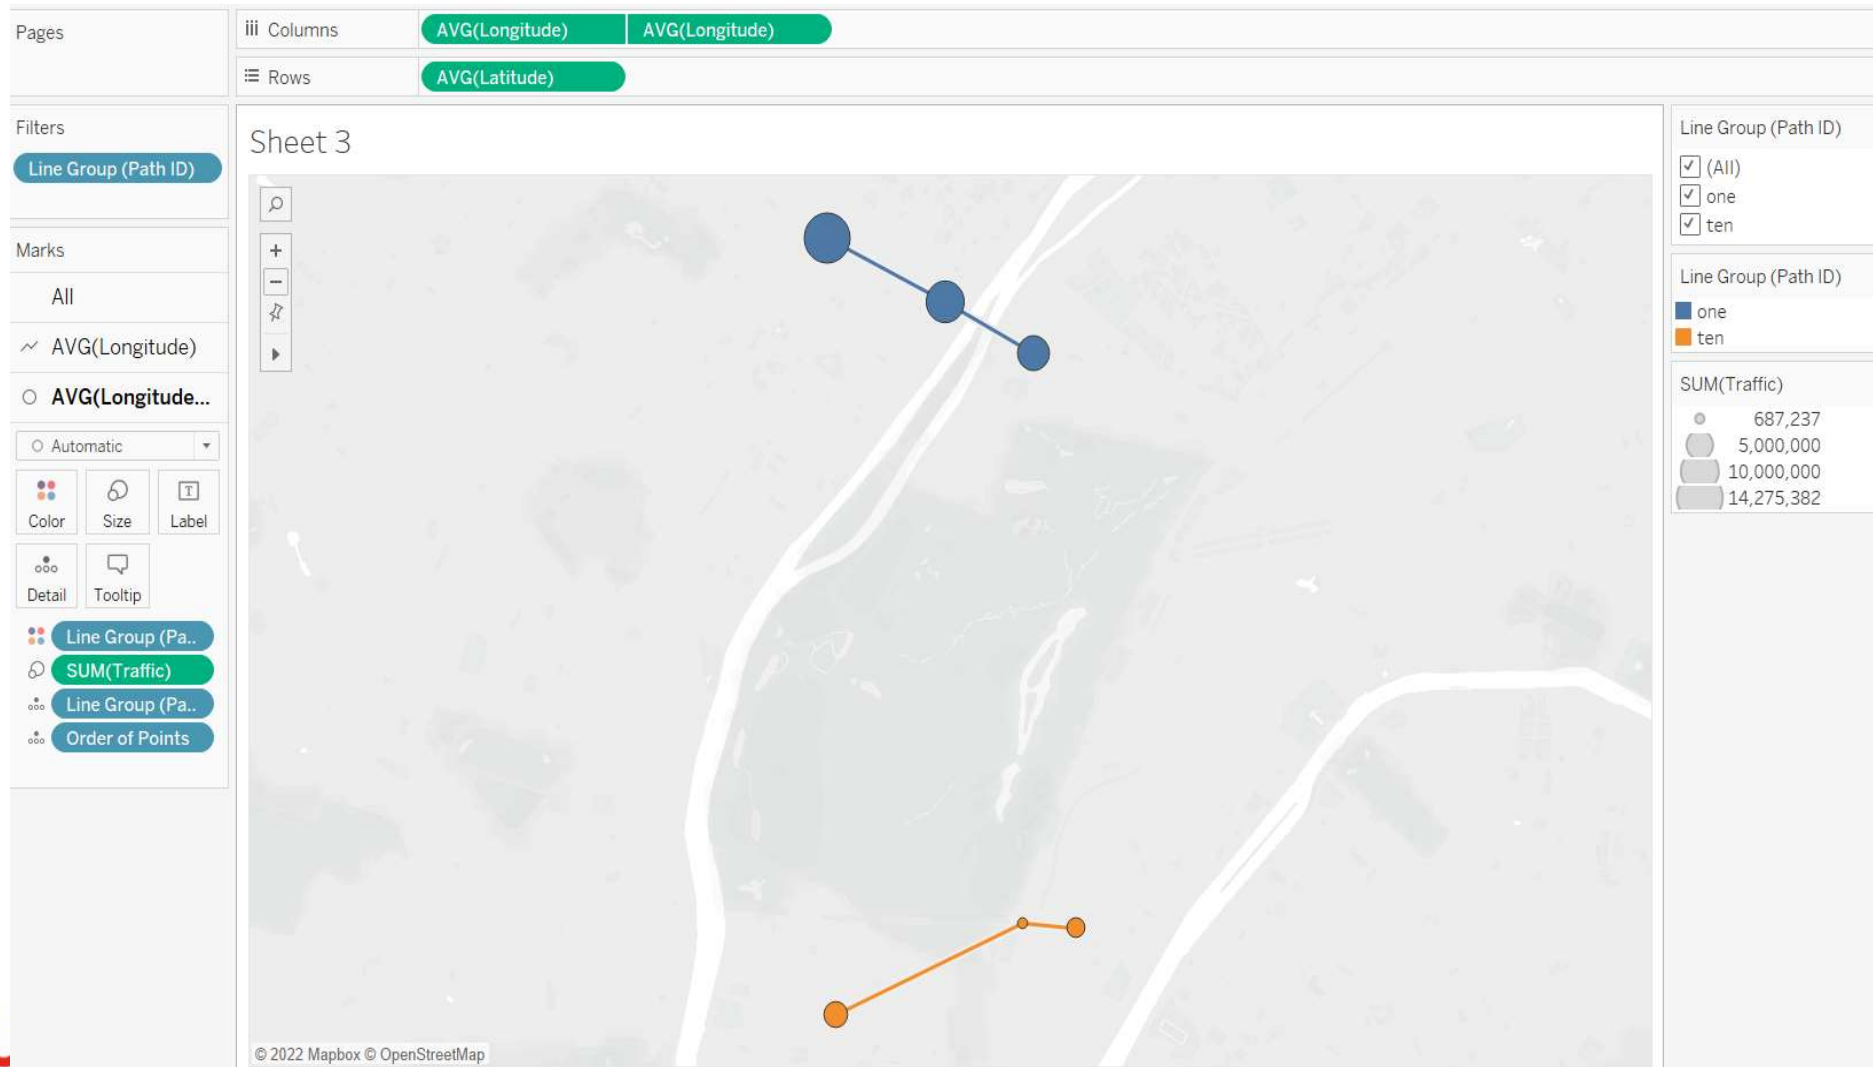 Pages
Columns
AVG(Longitude) AVG(Longitude)
Rows
AVG(Latitude)
Filters
Line Group (Path ID)
Marks
All
AVG(Longitude)
AVG(Longitude...
Automatic
Color Size Label
Detail Tooltip
Line Group (Pa..
SUM(Traffic)
Line Group (Pa..
Order of Points
Sheet 3
© 2022 Mapbox © OpenStreetMap
Line Group (Path ID)
(All)
one
ten
Line Group (Path ID)
one
ten
SUM(Traffic)
687,237
5,000,000
10,000,000
14,275,382